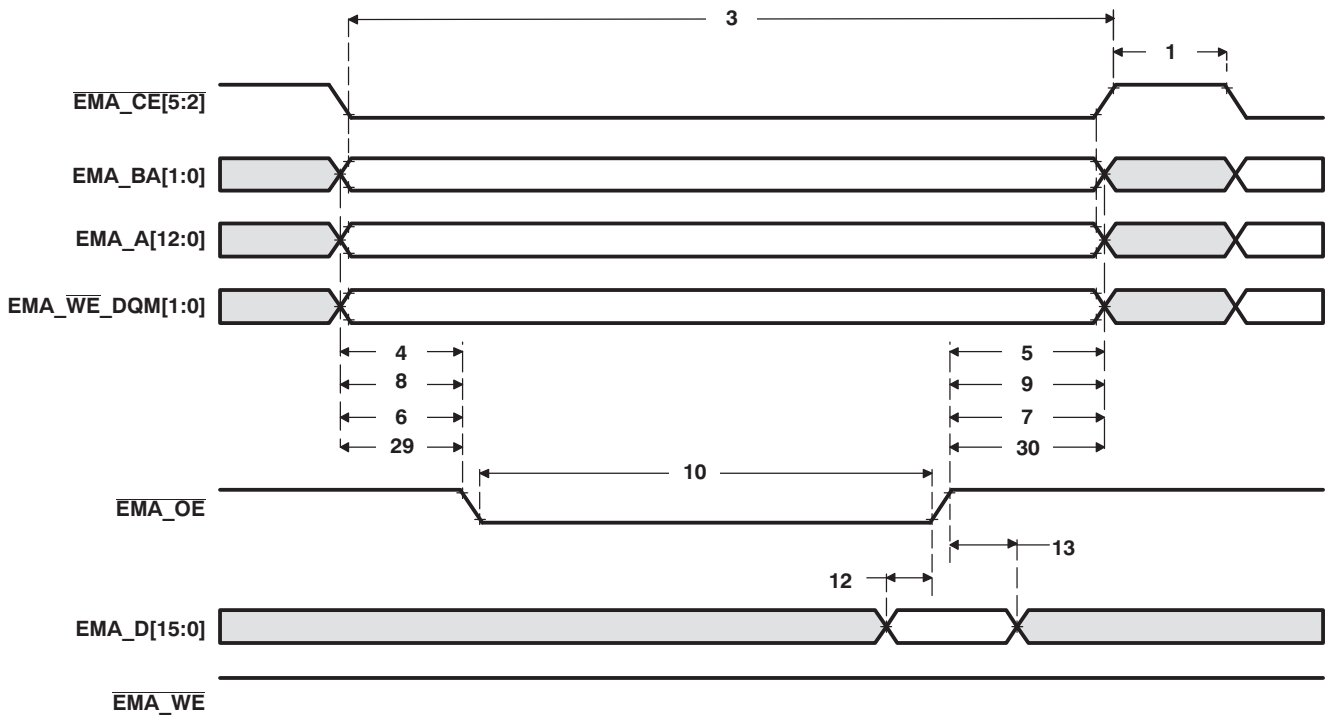 3
1
EMA_CE[5:2]
EMA_BA[1:0]
EMA_A[12:0]
EMA_WE_DQM[1:0]
4 5
8 9
6 7
29 30
10
EMA_OE
13
12
EMA_D[15:0]
EMA_WE